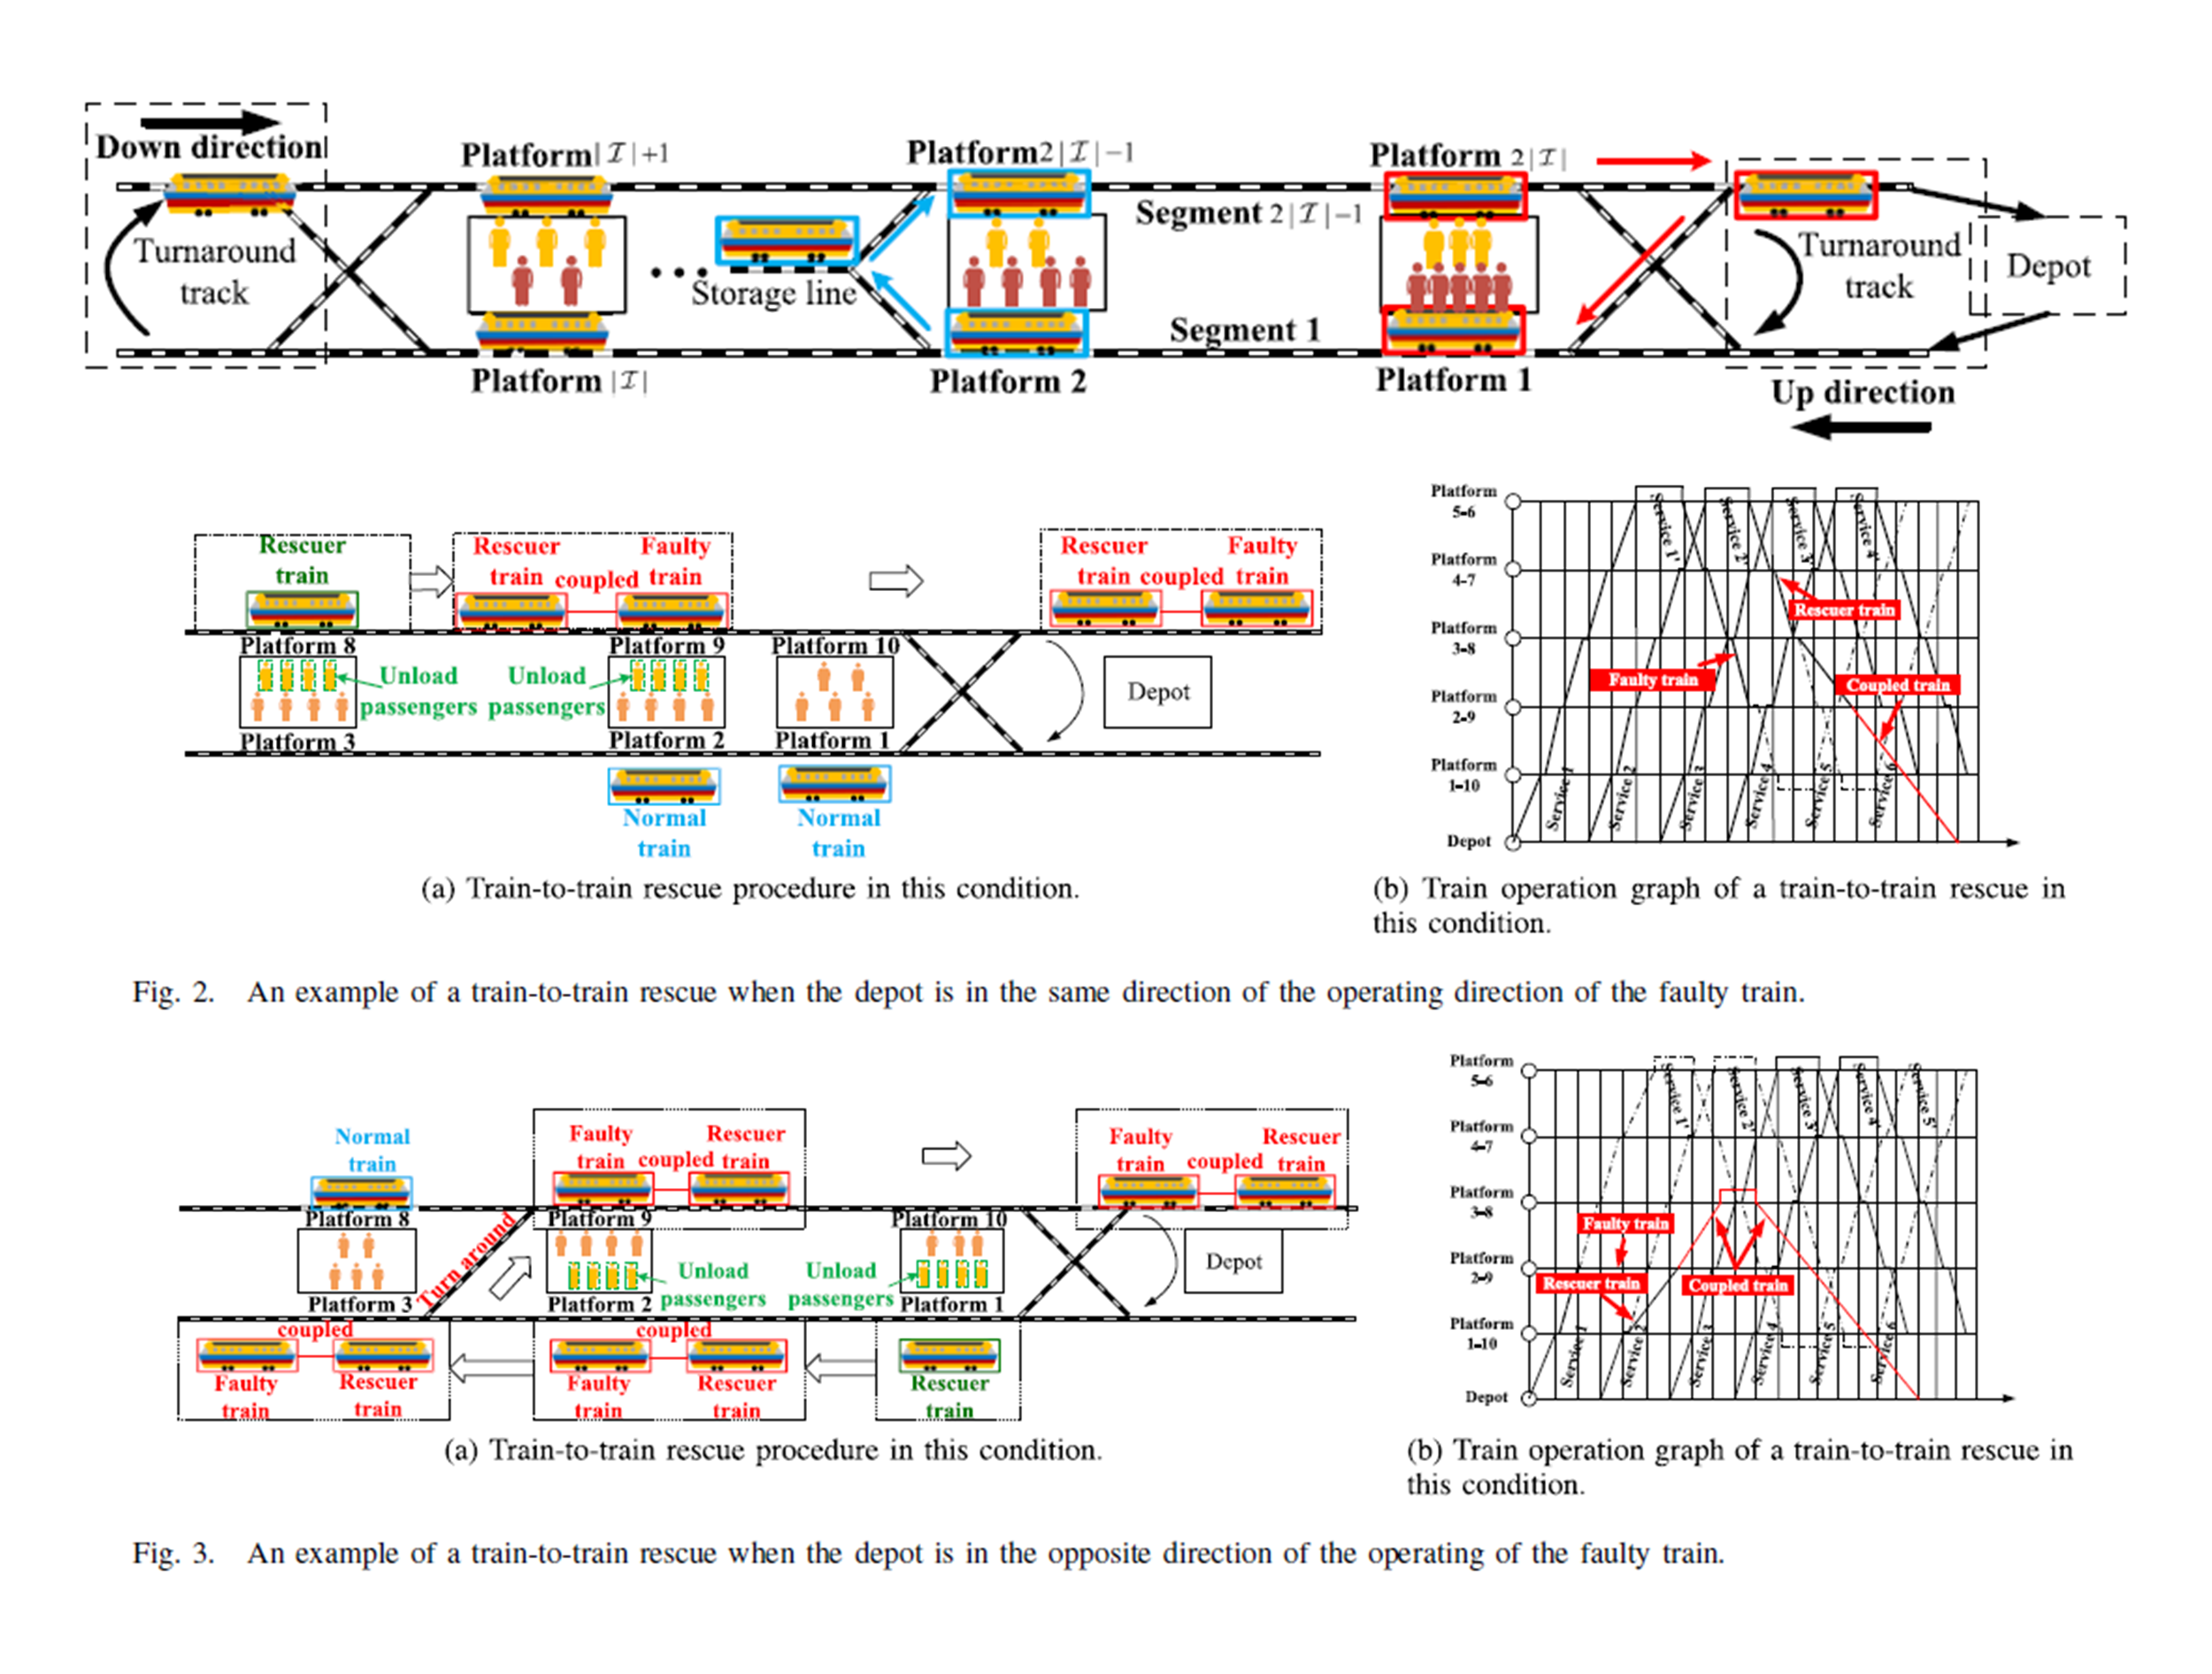 Down direction
Platform|ℐ|+1
Platform2|ℐ|−1
Platform 2|ℐ|
Segment 2|ℐ|−1
Turnaround
track
Storage line
Turnaround
track
Depot
Segment 1
Platform |ℐ|
Platform 2
Platform 1
Up direction
Rescuer
train
Rescuer Faulty
train coupled train
Rescuer Faulty
train coupled train
Platform 8
Platform 9
Platform 10
Unload
passengers
Unload
passengers
Depot
Platform 3
Platform 2
Platform 1
Normal
train
Normal
train
Platform
5-6
Platform
4-7
Platform
3-8
Platform
2-9
Platform
1-10
Depot
Service 1'
Service 2'
Service 3'
Service 4'
Rescuer train
Faulty train
Coupled train
Service 1
Service 2
Service 3
Service 4
Service 5
Service 6
(a) Train-to-train rescue procedure in this condition.
(b) Train operation graph of a train-to-train rescue in
this condition.
Fig. 2. An example of a train-to-train rescue when the depot is in the same direction of the operating direction of the faulty train.
Normal
train
Faulty Rescuer
train coupled train
Faulty Rescuer
train coupled train
Platform 8
Platform 9
Platform 10
Turn around
Unload
passengers
Unload
passengers
Depot
Platform 3
Platform 2
Platform 1
coupled
Faulty Rescuer
train train
coupled
Faulty Rescuer
train train
Rescuer
train
Platform
5-6
Platform
4-7
Platform
3-8
Platform
2-9
Platform
1-10
Depot
Service 1'
Service 2'
Service 3'
Service 4'
Service 5'
Faulty train
Rescuer train
Coupled train
Service 1
Service 2
Service 3
Service 4
Service 5
Service 6
(a) Train-to-train rescue procedure in this condition.
(b) Train operation graph of a train-to-train rescue in
this condition.
Fig. 3. An example of a train-to-train rescue when the depot is in the opposite direction of the operating of the faulty train.